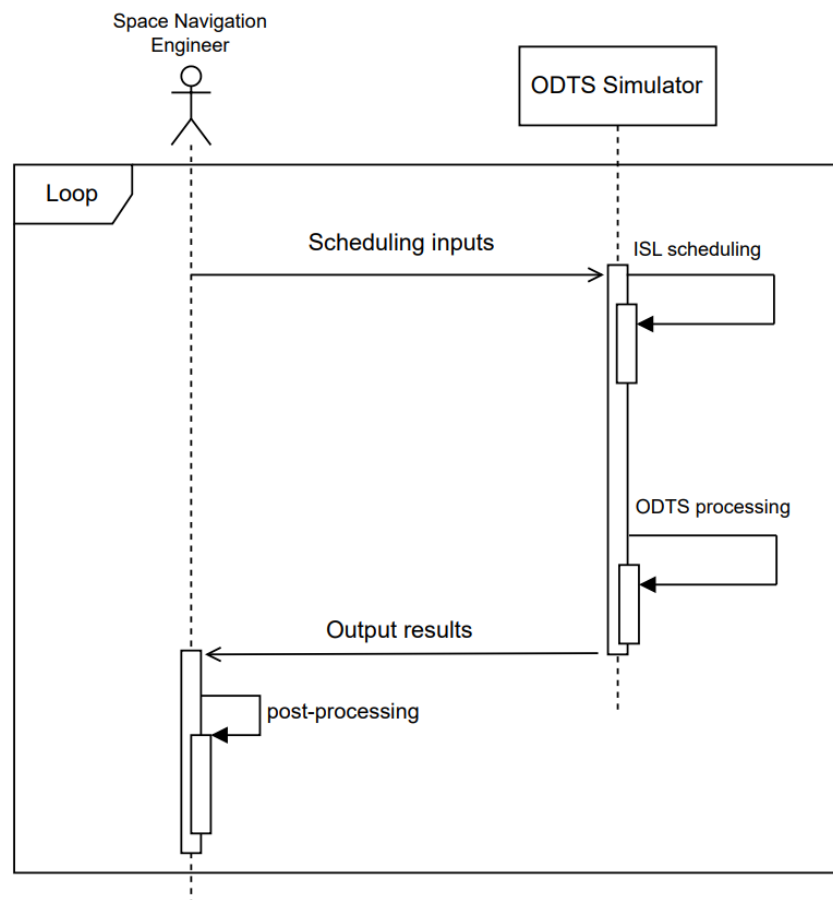 Space Navigation
Engineer
ODTS Simulator
Loop
Scheduling inputs
ISL scheduling
ODTS processing
Output results
post-processing